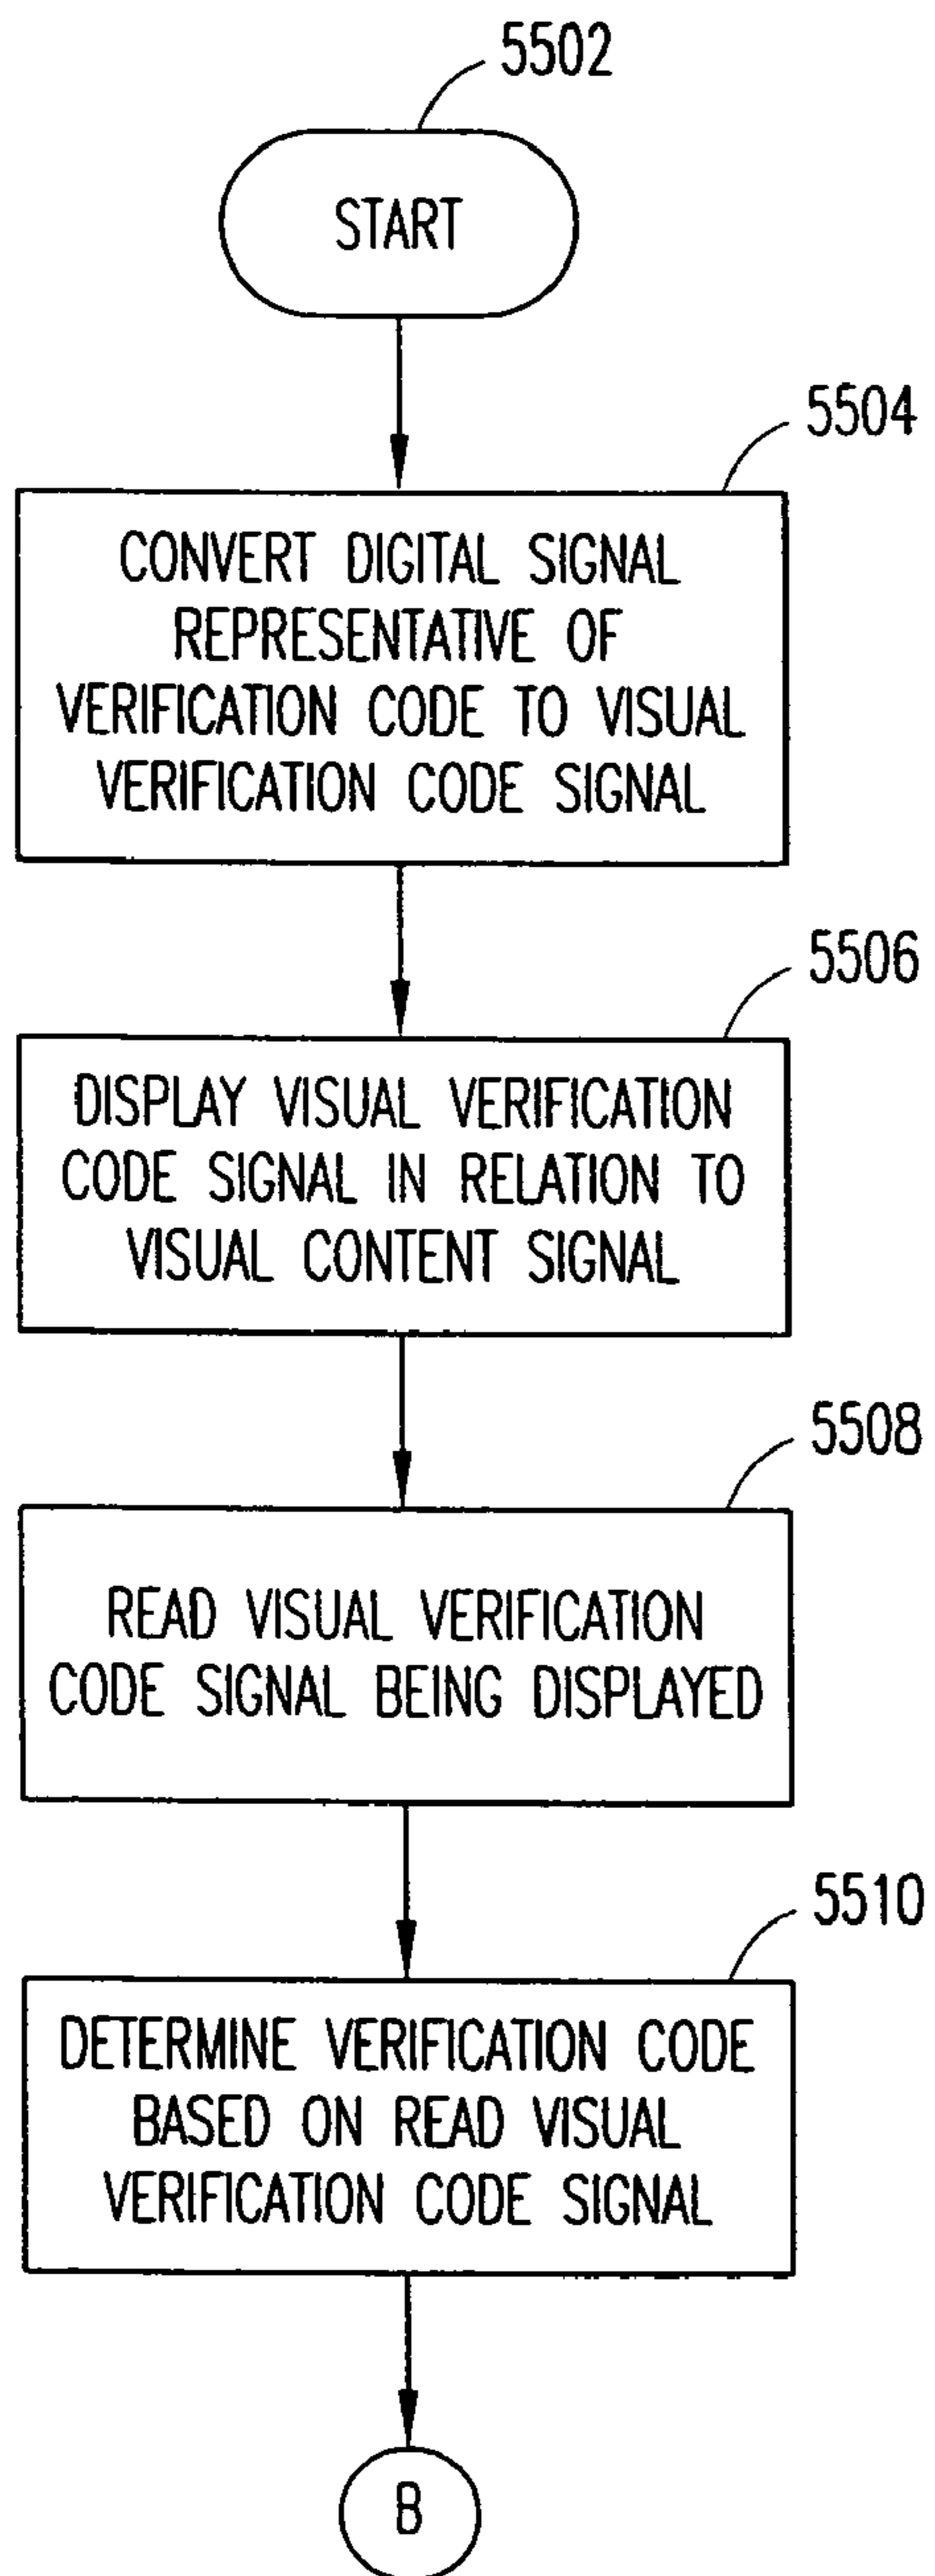 5502
START
5504
CONVERT DIGITAL SIGNAL
REPRESENTATIVE OF
VERIFICATION CODE TO VISUAL
VERIFICATION CODE SIGNAL
5506
DISPLAY VISUAL VERIFICATION
CODE SIGNAL IN RELATION TO
VISUAL CONTENT SIGNAL
5508
READ VISUAL VERIFICATION
CODE SIGNAL BEING DISPLAYED
5510
DETERMINE VERIFICATION CODE
BASED ON READ VISUAL
VERIFICATION CODE SIGNAL
B